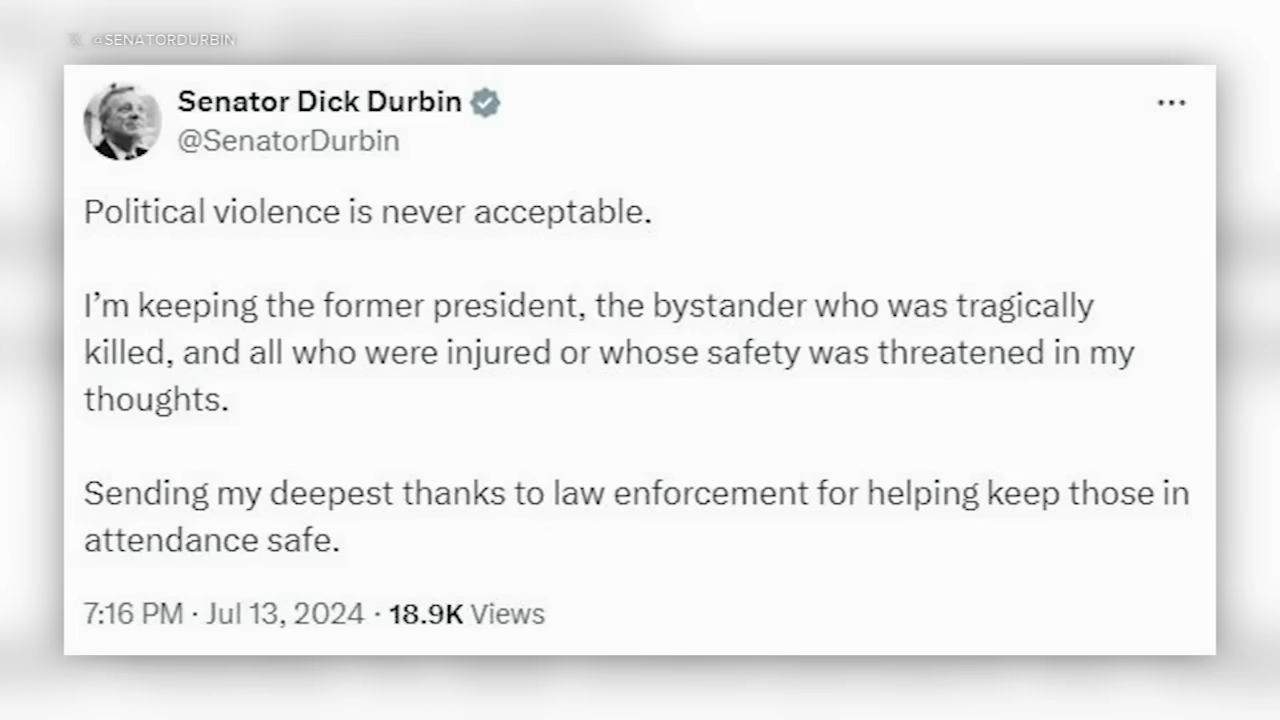 @SENATORDURBIN
Senator Dick Durbin
@SenatorDurbin
Political violence is never acceptable.
I’m keeping the former president, the bystander who was tragically
killed, and all who were injured or whose safety was threatened in my
thoughts.
Sending my deepest thanks to law enforcement for helping keep those in
attendance safe.
7:16 PM · Jul 13, 2024 · 18.9K Views